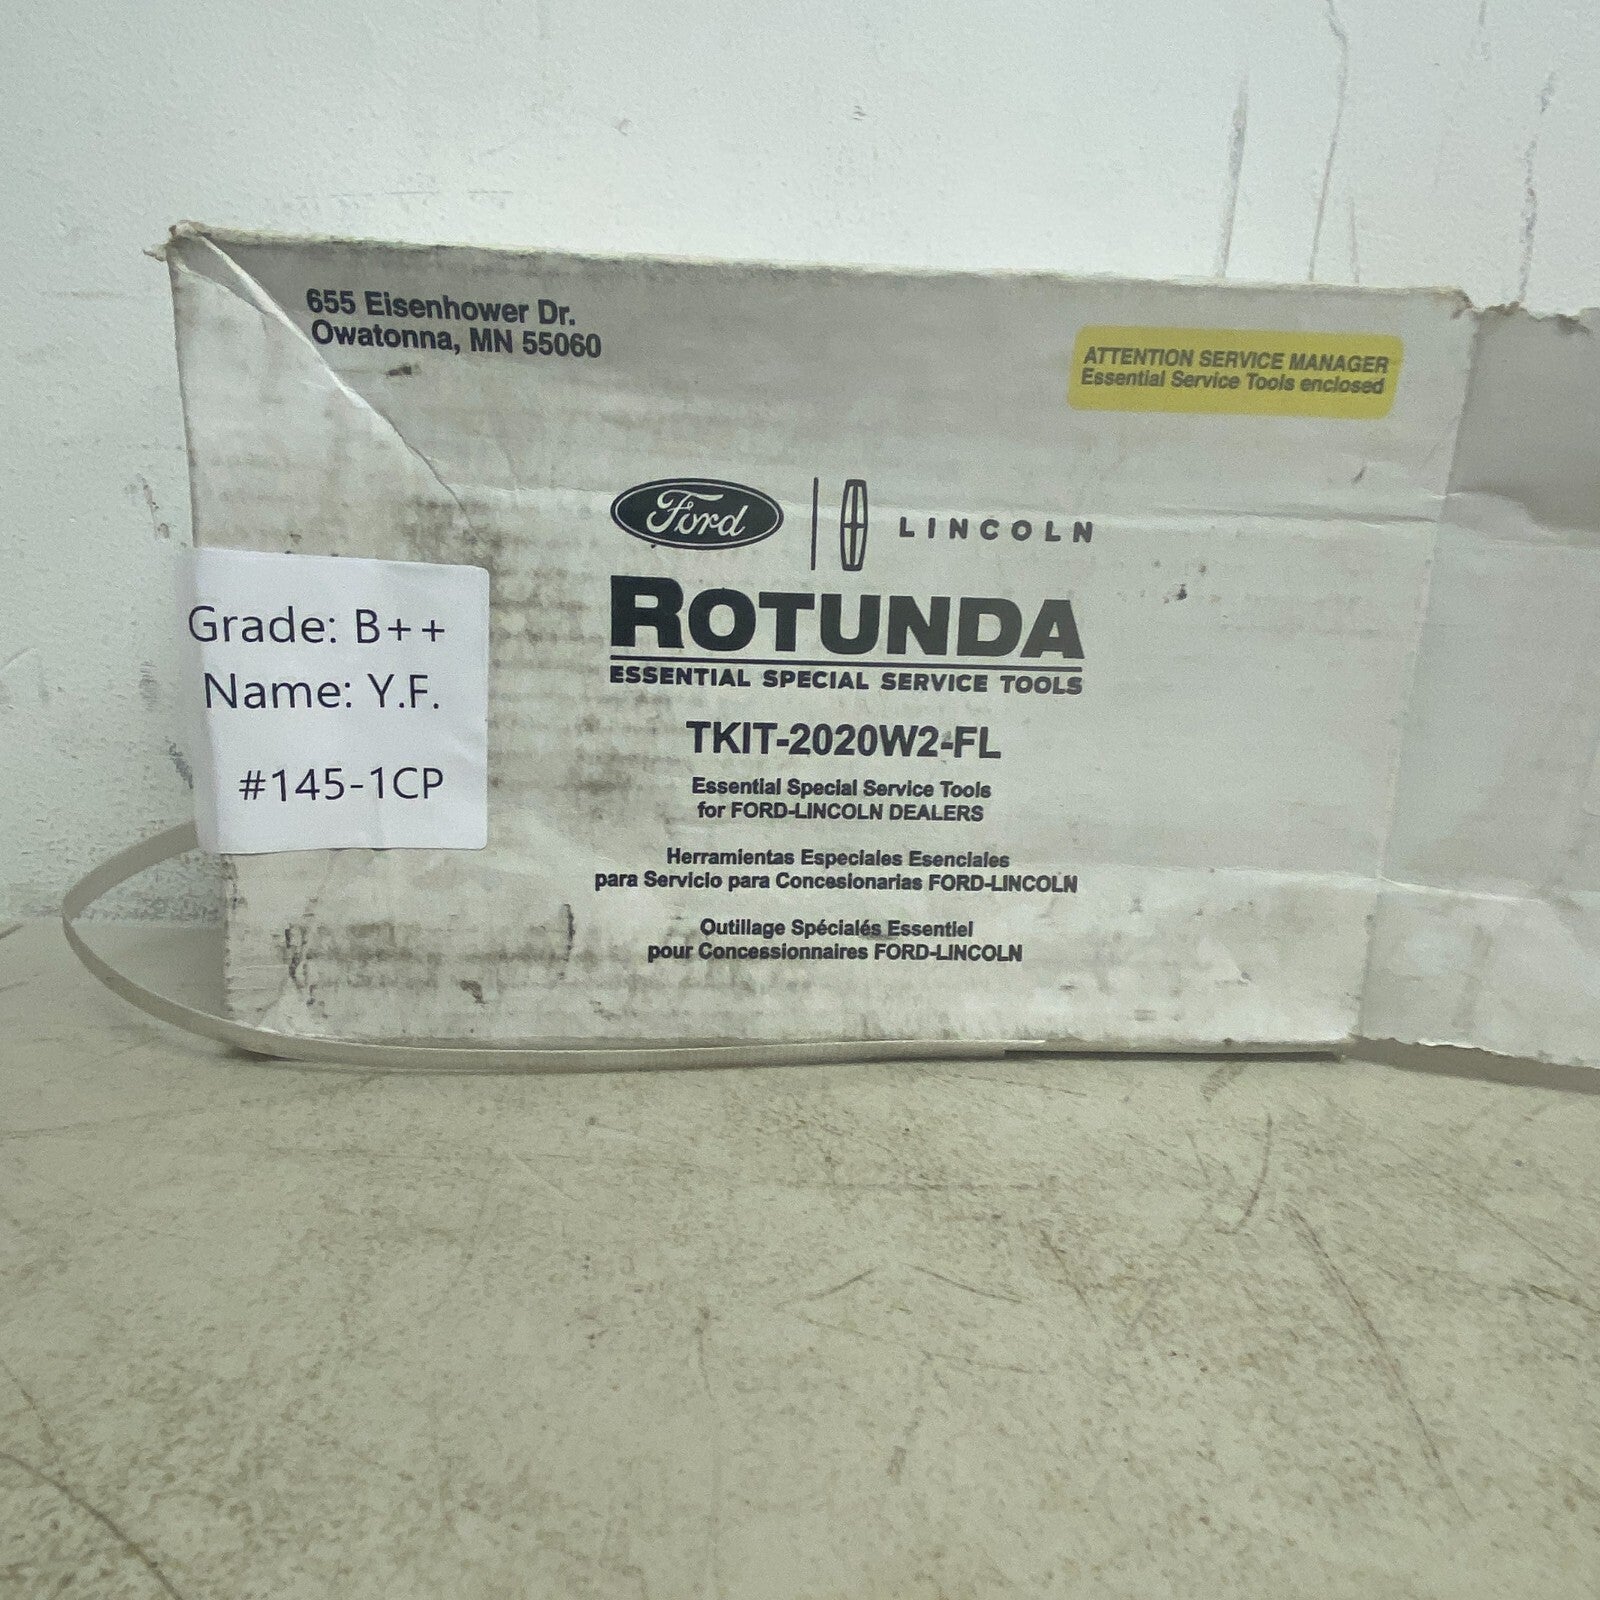 655 Eisenhower Dr.
Owatonna, MN 55060
ATTENTION SERVICE MANAGER
Essential Service Tools enclosed
Ford
LINCOLN
ROTUNDA
ESSENTIAL SPECIAL SERVICE TOOLS
TKIT-2020W2-FL
Essential Special Service Tools
for FORD-LINCOLN DEALERS
Herramientas Especiales Esenciales
para Servicio para Concesionarias FORD-LINCOLN
Outillage Spécialés Essentiel
pour Concessionnaires FORD-LINCOLN
Grade: B++
Name: Y.F.
#145-1CP